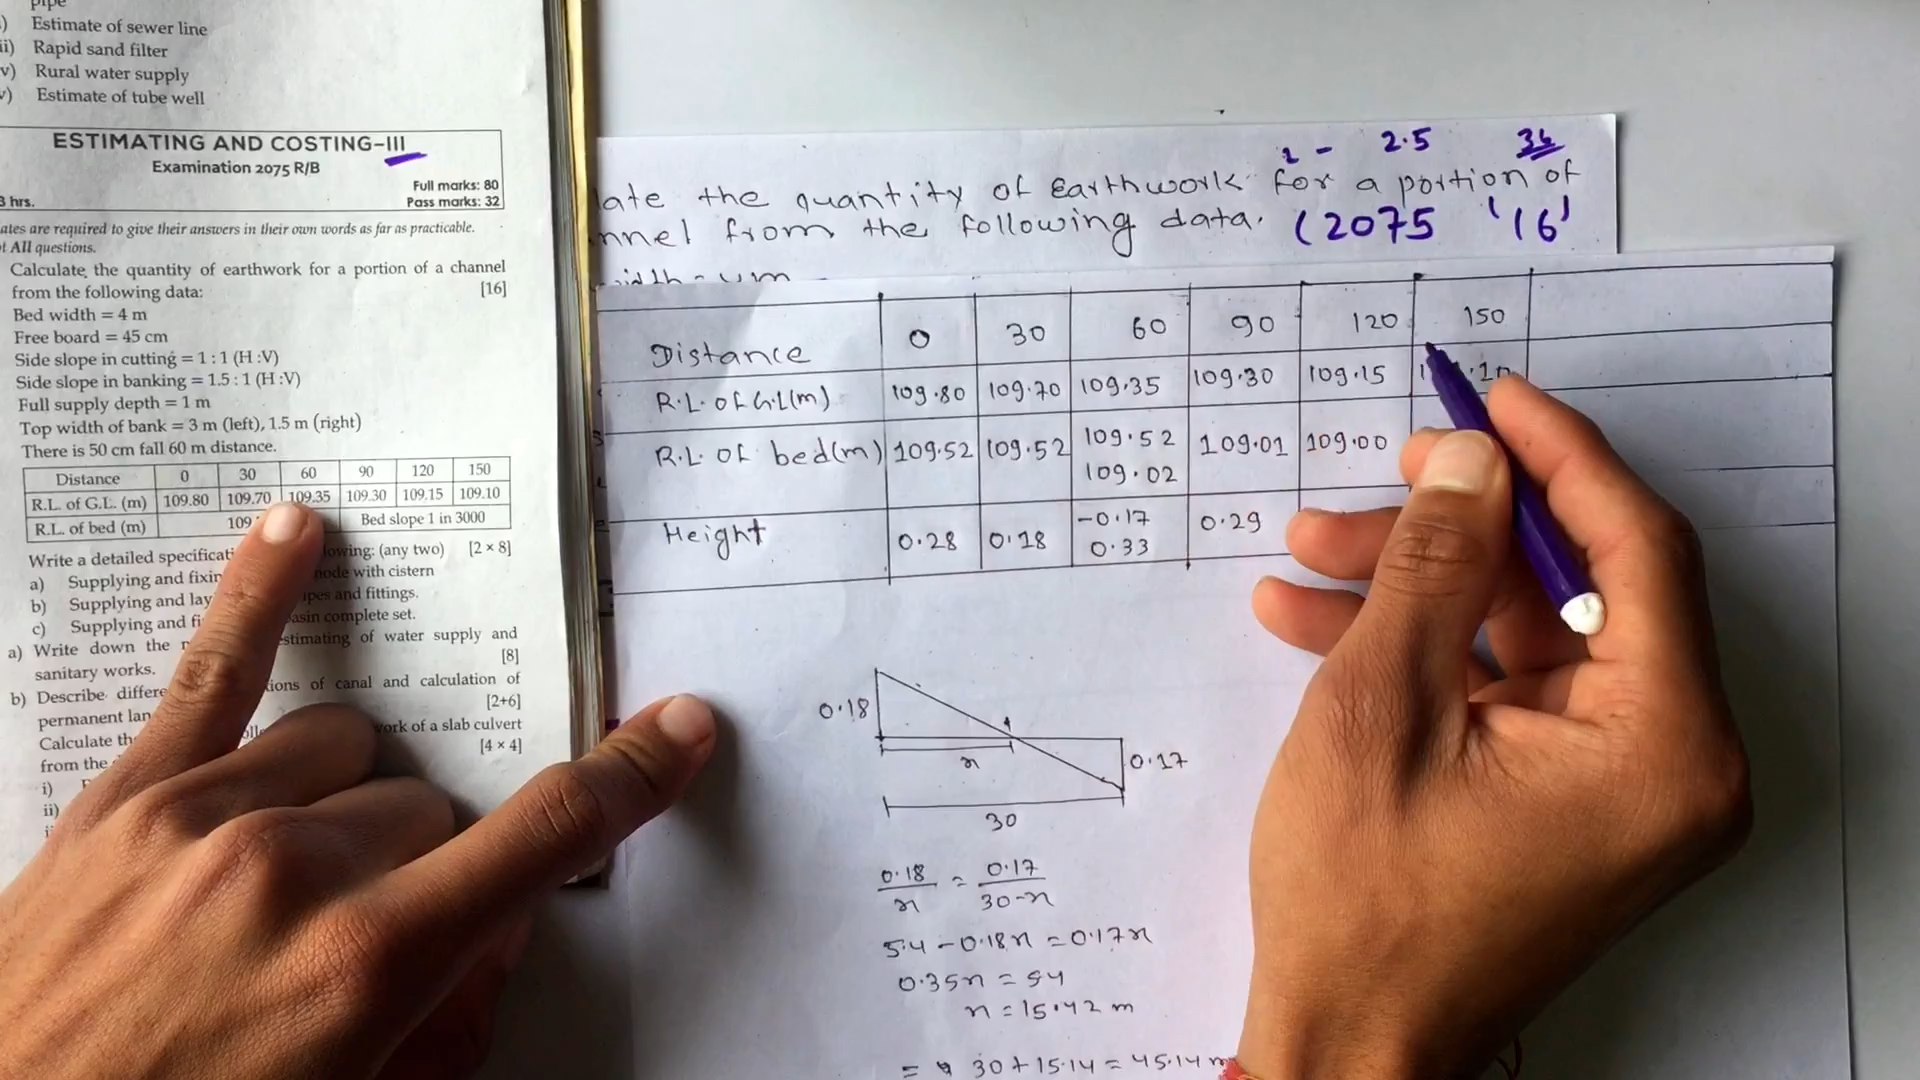 pipe
) Estimate of sewer line
ii) Rapid sand filter
v) Rural water supply
v) Estimate of tube well
ESTIMATING AND COSTING-III
Examination 2075 R/B
Full marks: 80
3 hrs. Pass marks: 32
ates are required to give their answers in their own words as far as practicable.
t All questions.
Calculate the quantity of earthwork for a portion of a channel
from the following data: [16]
Bed width = 4 m
Free board = 45 cm
Side slope in cutting = 1 : 1 (H :V)
Side slope in banking = 1.5 : 1 (H :V)
Full supply depth = 1 m
Top width of bank = 3 m (left), 1.5 m (right)
There is 50 cm fall 60 m distance.
Distance 0 30 60 90 120 150
R.L. of G.L. (m) 109.80 109.70 109.35 109.30 109.15 109.10
R.L. of bed (m) 109 Bed slope 1 in 3000
Write a detailed specificati lowing: (any two) [2 × 8]
a) Supplying and fixin mode with cistern
b) Supplying and lay ipes and fittings.
c) Supplying and fi asin complete set.
a) Write down the estimating of water supply and
sanitary works. [8]
b) Describe differe tions of canal and calculation of
permanent lan [2+6]
Calculate th work of a slab culvert
from the [4 × 4]
i)
ii)
2.5 36
late the quantity of Earthwork for a portion of
nnel from the following data. (2075 '16'
width - 4m
Distance 0 30 60 90 120 150
R.L. of G.L(m) 109.80 109.70 109.35 109.30 109.15
R.L. of bed(m) 109.52 109.52 109.52 109.01 109.00
109.02
Height 0.28 0.18 -0.17 0.29
0.33
0.18
x
0.17
30
0.18/x = 0.17/30-x
5.4 - 0.18x = 0.17x
0.35x = 54
x = 15.42 m
= 30 + 15.14 = 45.14 m